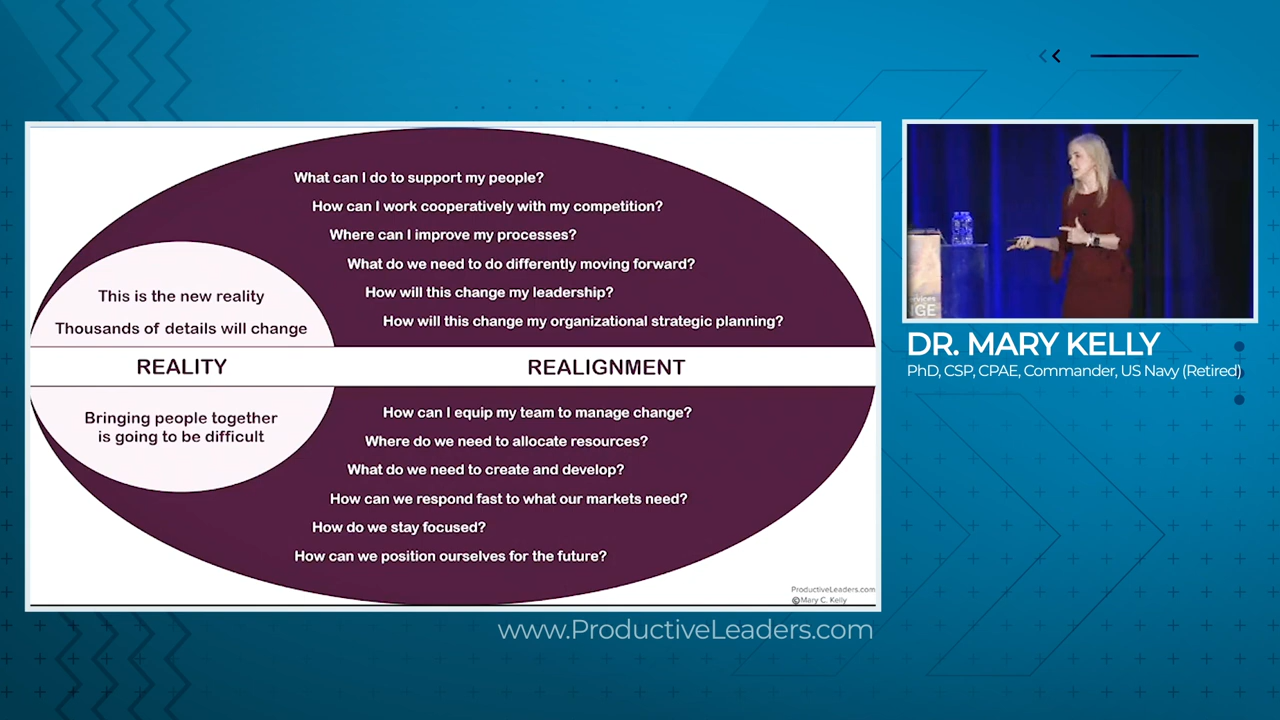 What can I do to support my people?
How can I work cooperatively with my competition?
Where can I improve my processes?
What do we need to do differently moving forward?
How will this change my leadership?
How will this change my organizational strategic planning?
This is the new reality
Thousands of details will change
REALITY
REALIGNMENT
Bringing people together
is going to be difficult
How can I equip my team to manage change?
Where do we need to allocate resources?
What do we need to create and develop?
How can we respond fast to what our markets need?
How do we stay focused?
How can we position ourselves for the future?
ProductiveLeaders.com
©Mary C. Kelly
www.ProductiveLeaders.com
DR. MARY KELLY
PhD, CSP, CPAE, Commander, US Navy (Retired)